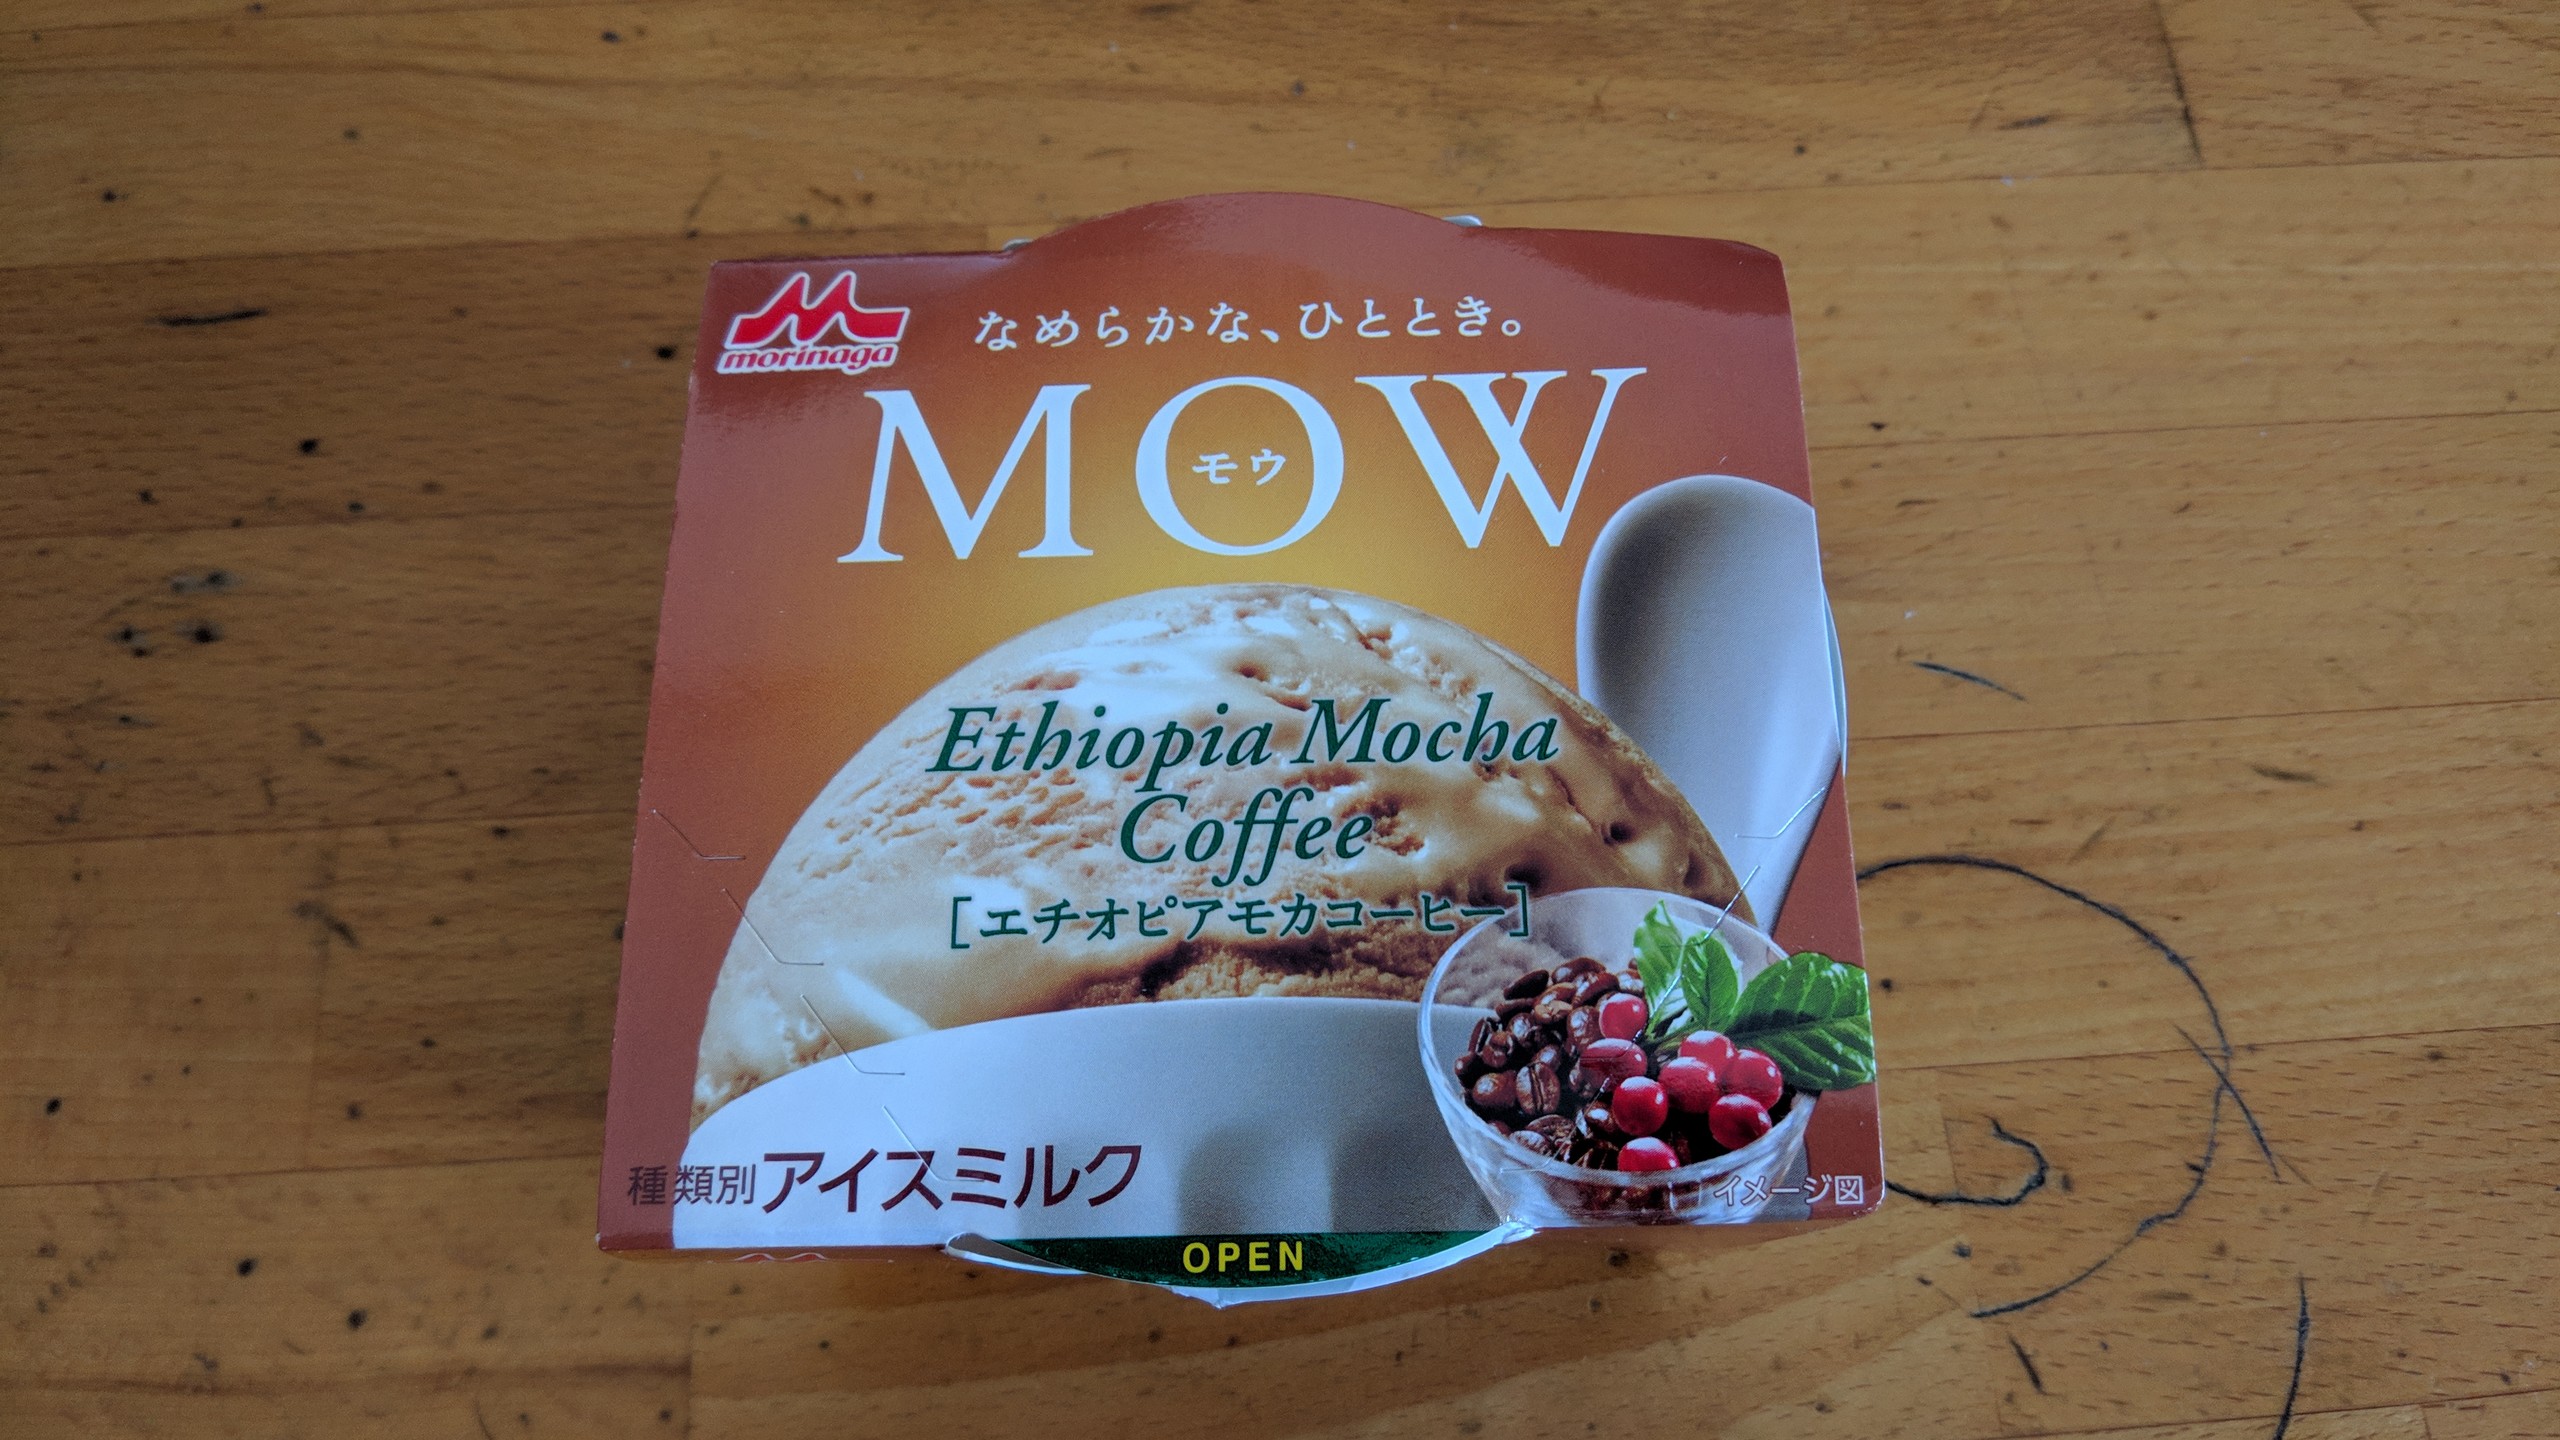 morinaga
なめらかな、ひととき。
MOW
モウ
Ethiopia Mocha
Coffee
[エチオピアモカコーヒー]
種類別アイスミルク
イメージ図
OPEN